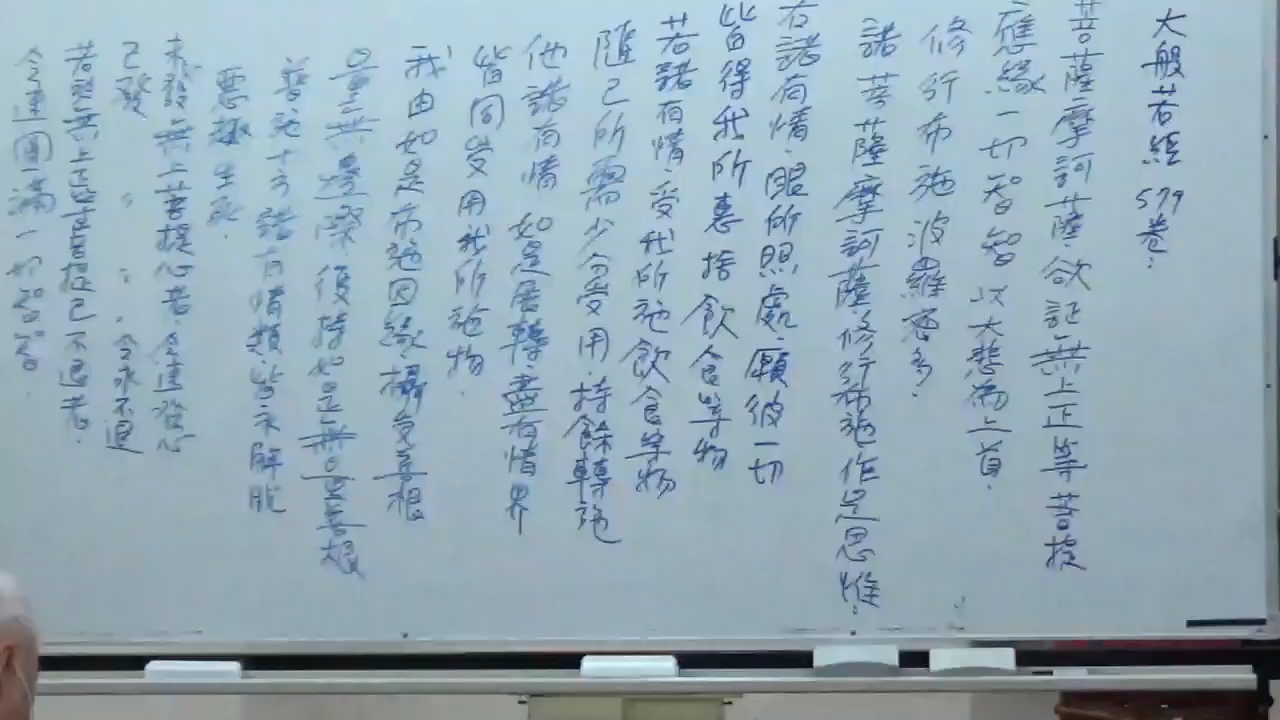 大般若經 579卷.
菩薩摩訶薩.欲証無上正等菩提
應緣一切智智以大悲為上首.
修行布施波羅蜜多.
諸菩薩摩訶薩.修行布施作是思惟:
右諸有情.眼所照處.願彼一切
皆得我所惠捨飲食等物
若諸有情.受我所施飲食等物
隨己所需少分受用.持餘轉施
他諸有情 如是展轉.盡有情界
皆同受用我所施物.
我由如是布施因緣.攝受善根
量無邊際.復持如是無量善根
普施十方諸有情類皆永解脫
惡趣生死.
未發無上菩提心者.令速發心
已發〃 〃 〃 令永不退
若於無上正等菩提已不退者.
令速圓滿一切智智.